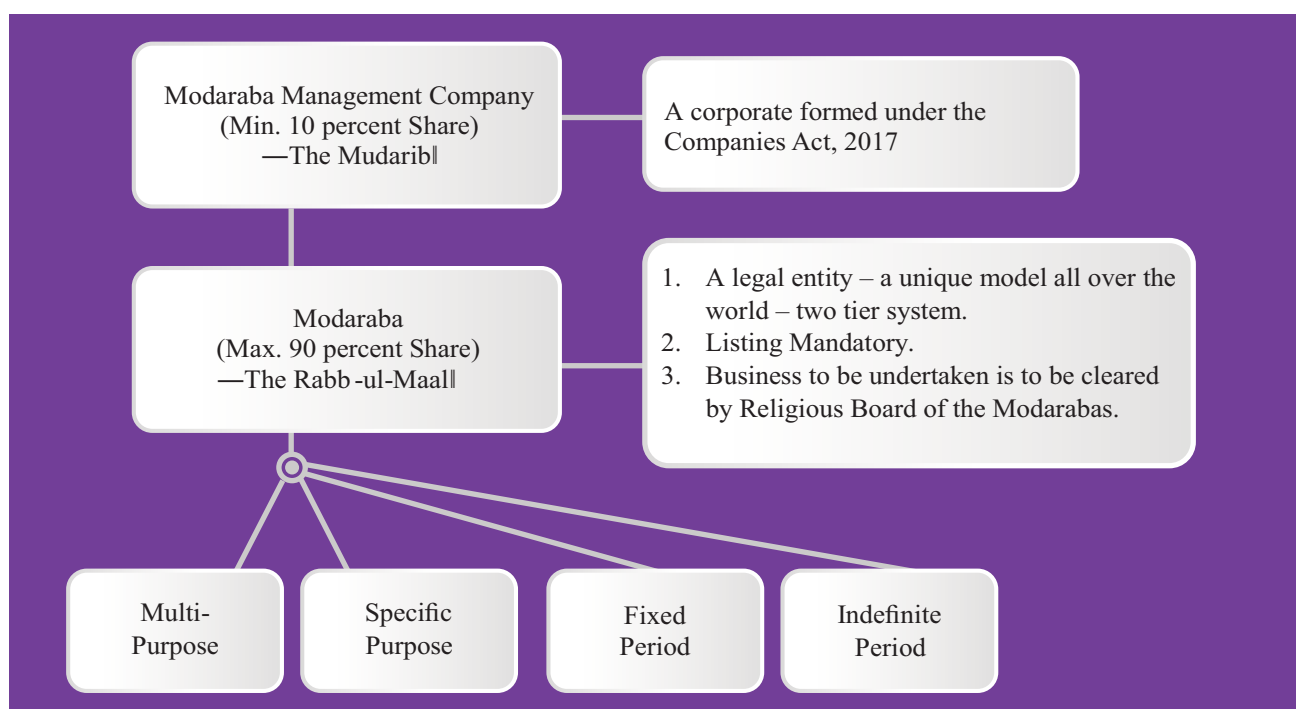 Modaraba Management Company
(Min. 10 percent Share)
―The Mudarib‖
A corporate formed under the
Companies Act, 2017
Modaraba
(Max. 90 percent Share)
―The Rabb-ul-Maal‖
1. A legal entity – a unique model all over the
world – two tier system.
2. Listing Mandatory.
3. Business to be undertaken is to be cleared
by Religious Board of the Modarabas.
Multi-
Purpose
Specific
Purpose
Fixed
Period
Indefinite
Period